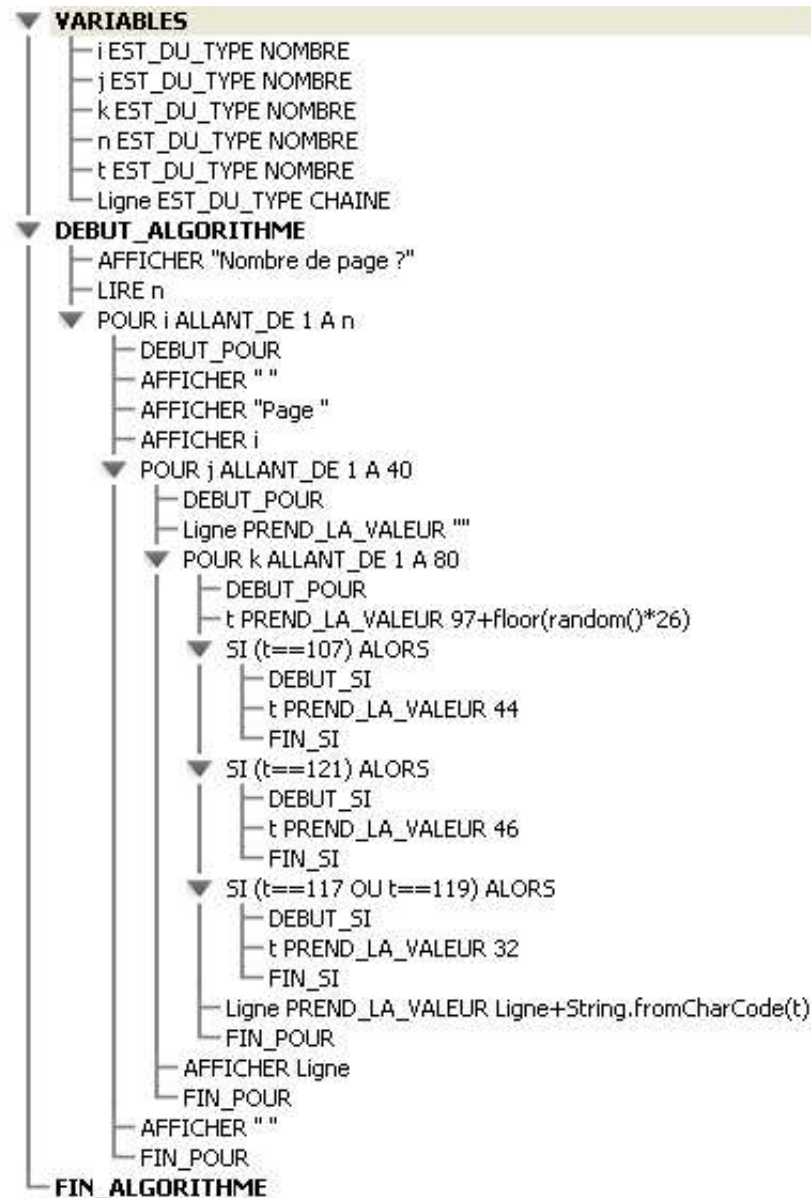 VARIABLES
i EST_DU_TYPE NOMBRE
j EST_DU_TYPE NOMBRE
k EST_DU_TYPE NOMBRE
n EST_DU_TYPE NOMBRE
t EST_DU_TYPE NOMBRE
Ligne EST_DU_TYPE CHAINE
DEBUT_ALGORITHME
AFFICHER "Nombre de page ?"
LIRE n
POUR i ALLANT_DE 1 A n
DEBUT_POUR
AFFICHER " "
AFFICHER "Page "
AFFICHER i
POUR j ALLANT_DE 1 A 40
DEBUT_POUR
Ligne PREND_LA_VALEUR ""
POUR k ALLANT_DE 1 A 80
DEBUT_POUR
t PREND_LA_VALEUR 97+floor(random()*26)
SI (t==107) ALORS
DEBUT_SI
t PREND_LA_VALEUR 44
FIN_SI
SI (t==121) ALORS
DEBUT_SI
t PREND_LA_VALEUR 46
FIN_SI
SI (t==117 OU t==119) ALORS
DEBUT_SI
t PREND_LA_VALEUR 32
FIN_SI
Ligne PREND_LA_VALEUR Ligne+String.fromCharCode(t)
FIN_POUR
AFFICHER Ligne
FIN_POUR
AFFICHER " "
FIN_POUR
FIN_ALGORITHME